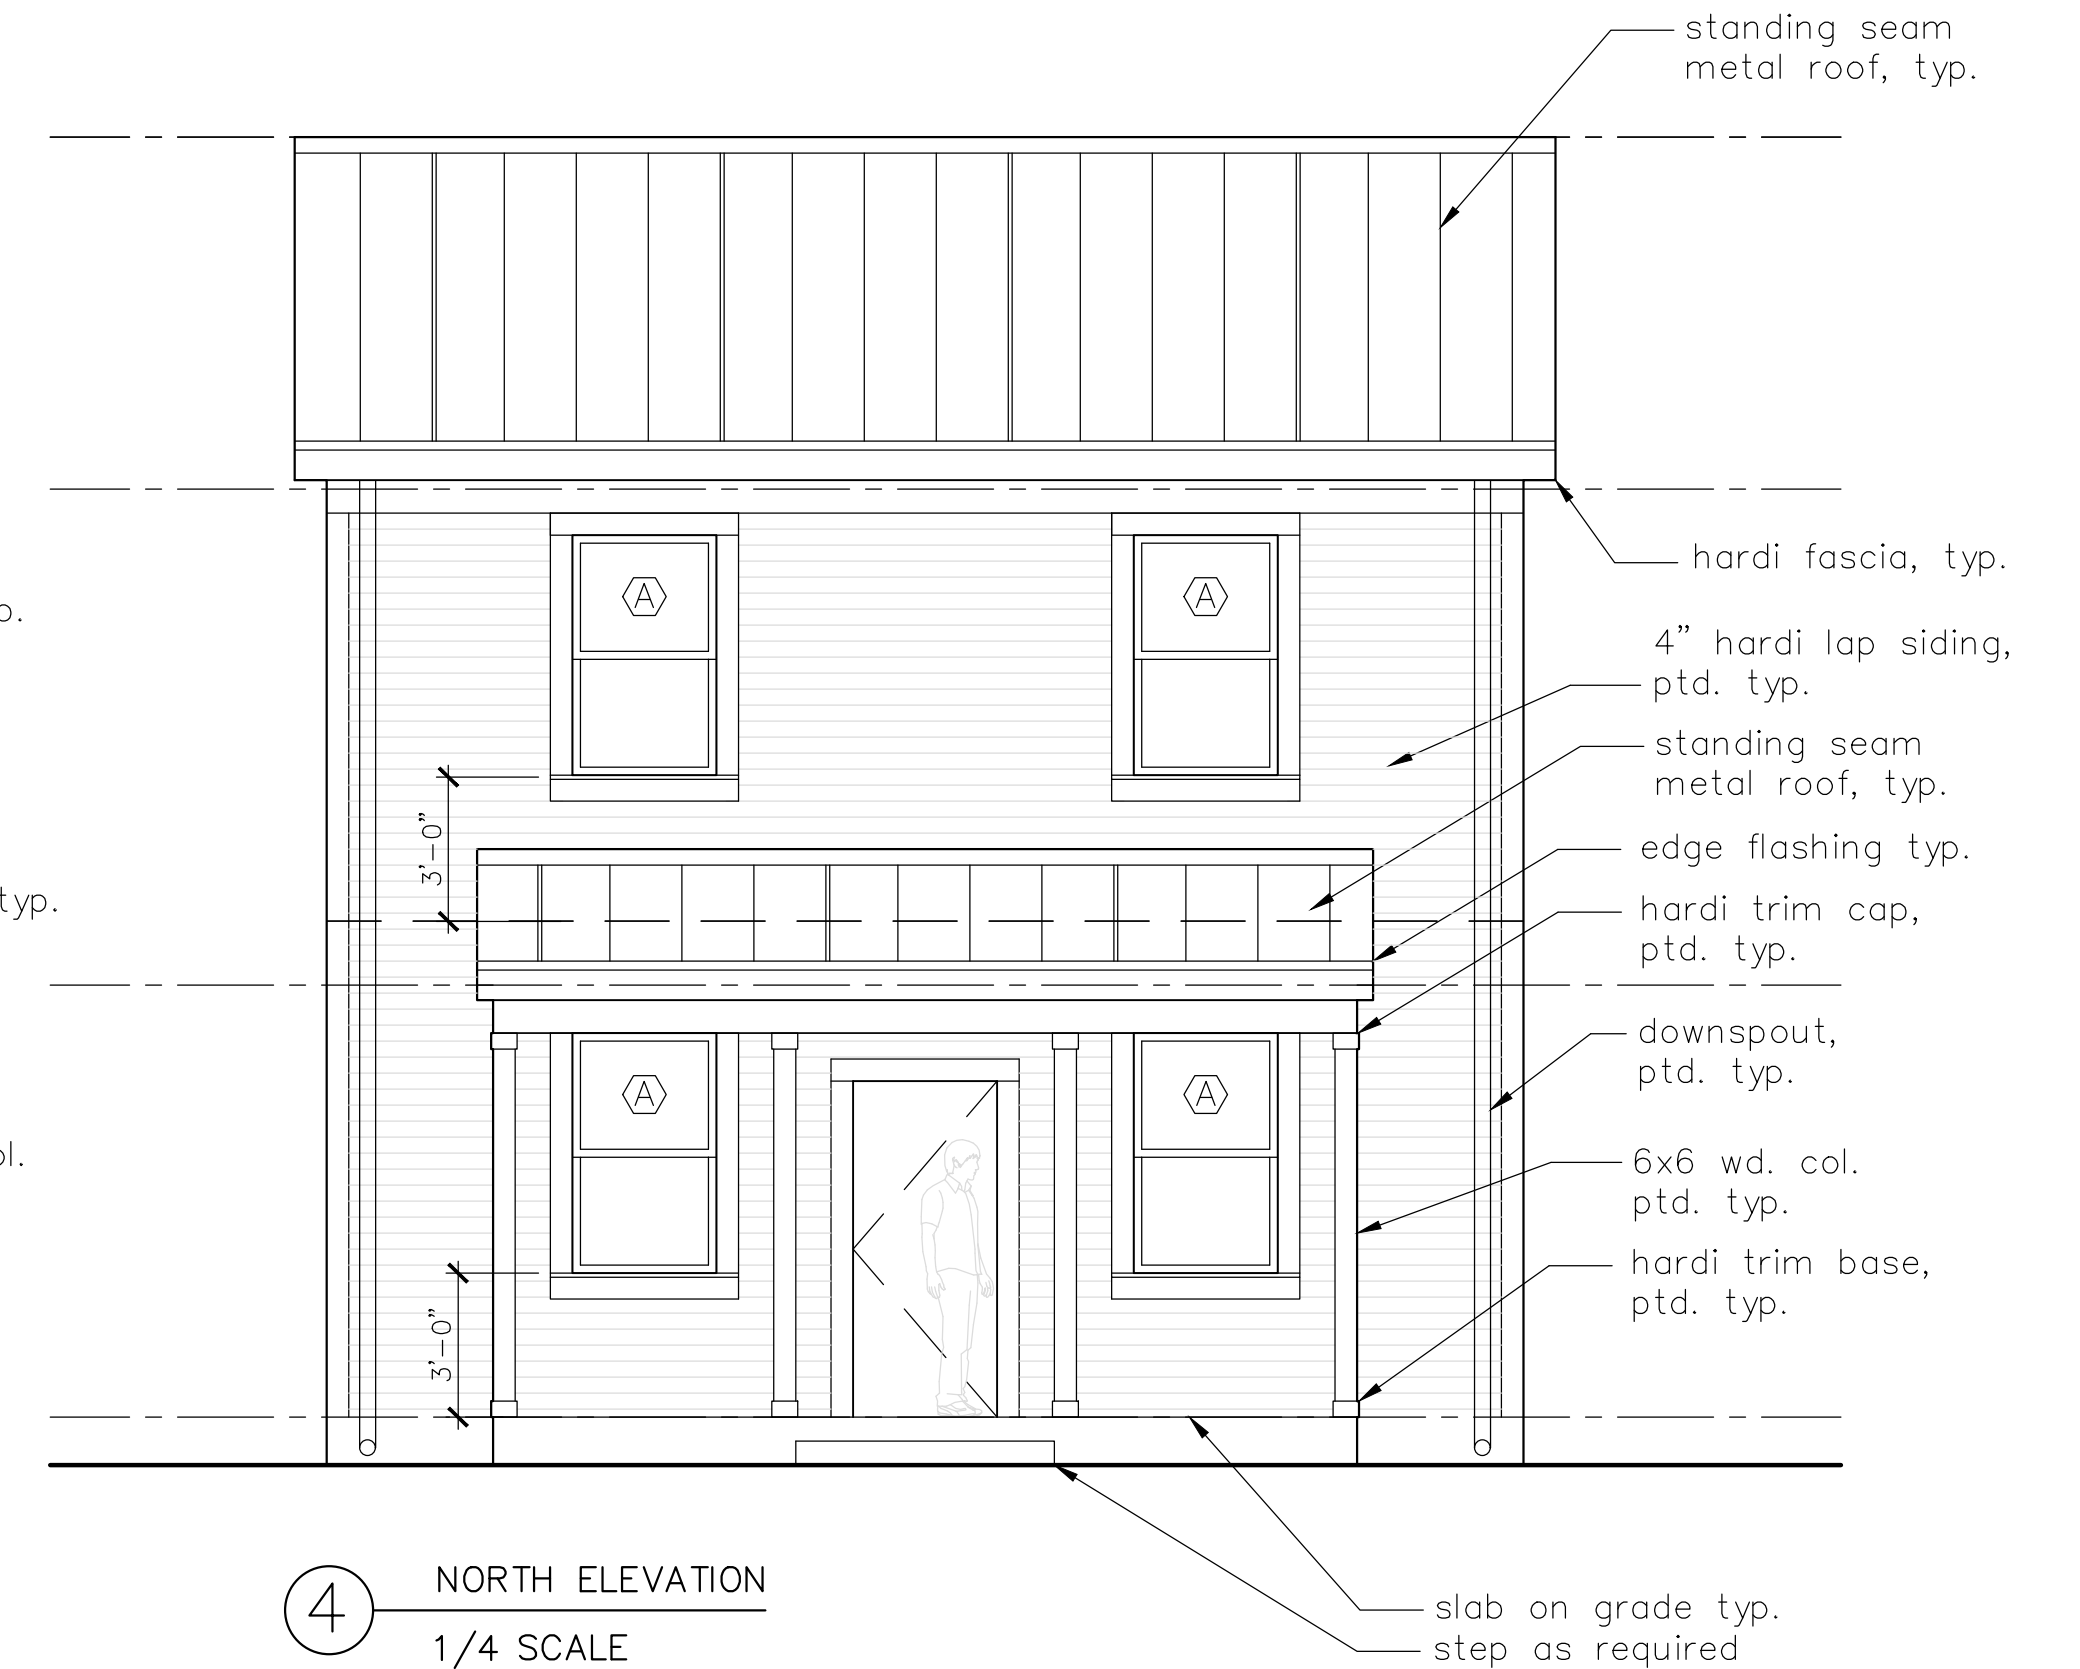 standing seam
metal roof, typ.
hardi fascia, typ.
4" hardi lap siding,
ptd. typ.
standing seam
metal roof, typ.
edge flashing typ.
hardi trim cap,
ptd. typ.
downspout,
ptd. typ.
6x6 wd. col.
ptd. typ.
hardi trim base,
ptd. typ.
slab on grade typ.
step as required
A
A
3'-0"
A
A
3'-0"
typ.
4
NORTH ELEVATION
1/4 SCALE